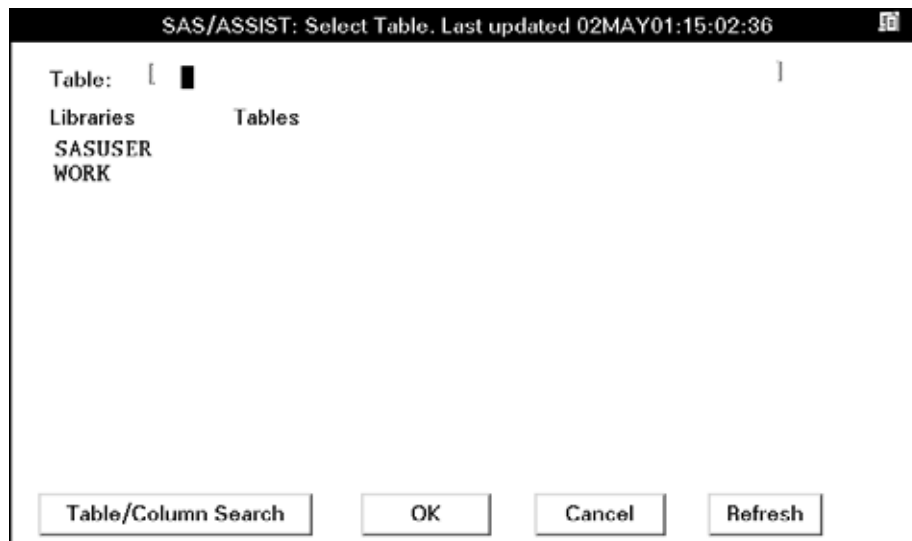 SAS/ASSIST: Select Table. Last updated 02MAY01:15:02:36
Table: [ ]
Libraries Tables
SASUSER
WORK
Table/Column Search OK Cancel Refresh